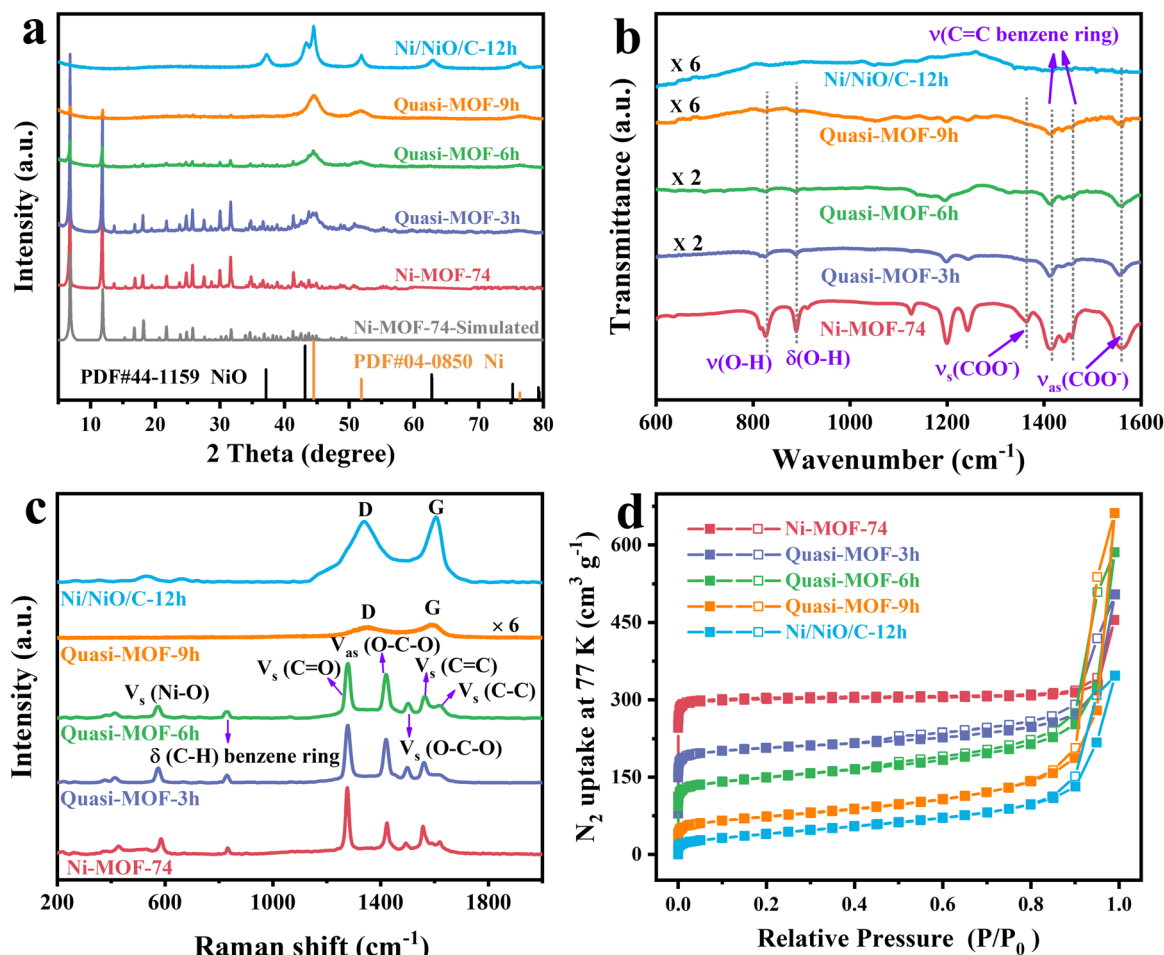 a
Ni/NiO/C-12h
Quasi-MOF-9h
Quasi-MOF-6h
Quasi-MOF-3h
Ni-MOF-74
Ni-MOF-74-Simulated
PDF#04-0850 Ni
PDF#44-1159 NiO
10 20 30 40 50 60 70 80
2 Theta (degree)
Intensity (a.u.)
b
ν(C=C benzene ring)
X 6
Ni/NiO/C-12h
X 6
Quasi-MOF-9h
X 2
Quasi-MOF-6h
X 2
Quasi-MOF-3h
Ni-MOF-74
ν(O-H)
δ(O-H)
νs(COO⁻)
νas(COO⁻)
600 800 1000 1200 1400 1600
Wavenumber (cm⁻¹)
Transmittance (a.u.)
c
D G
Ni/NiO/C-12h
D G
× 6
Quasi-MOF-9h
Vas (O-C-O)
Vs (C=O)
Vs (C=C)
Vs (Ni-O)
Vs (C-C)
Quasi-MOF-6h
Vs (O-C-O)
δ (C-H) benzene ring
Quasi-MOF-3h
Ni-MOF-74
200 600 1000 1400 1800
Raman shift (cm⁻¹)
Intensity (a.u.)
d
Ni-MOF-74
Quasi-MOF-3h
Quasi-MOF-6h
Quasi-MOF-9h
Ni/NiO/C-12h
600
450
300
150
0
0.0 0.2 0.4 0.6 0.8 1.0
Relative Pressure (P/P₀)
N₂ uptake at 77 K (cm³ g⁻¹)